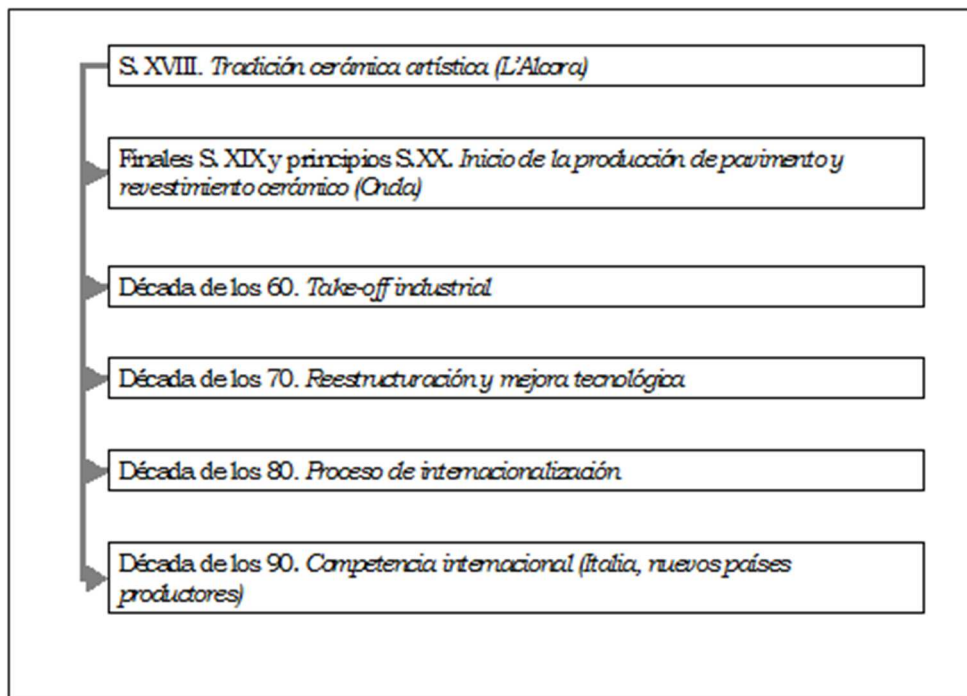 S. XVIII. Tradición cerámica artística (L'Alcora)
Finales S. XIX y principios S.XX. Inicio de la producción de pavimento y
revestimiento cerámico (Onda)
Década de los 60. Take-off industrial
Década de los 70. Reestructuración y mejora tecnológica
Década de los 80. Proceso de internacionalización
Década de los 90. Competencia internacional (Italia, nuevos países
productores)